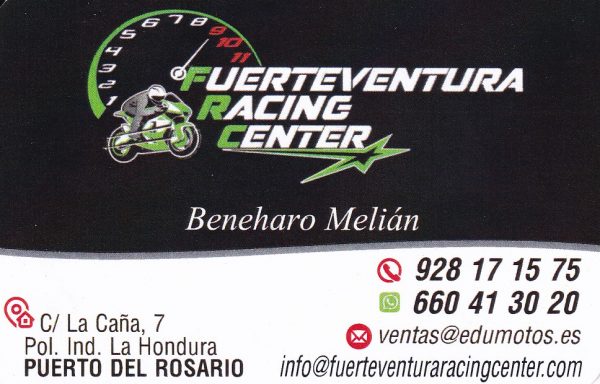 1 2 3 4 5 6 7 8 9 10 11
FUERTEVENTURA
RACING
CENTER
Beneharo Melián
928 17 15 75
660 41 30 20
C/ La Caña, 7
Pol. Ind. La Hondura
PUERTO DEL ROSARIO
ventas@edumotos.es
info@fuerteventuraracingcenter.com